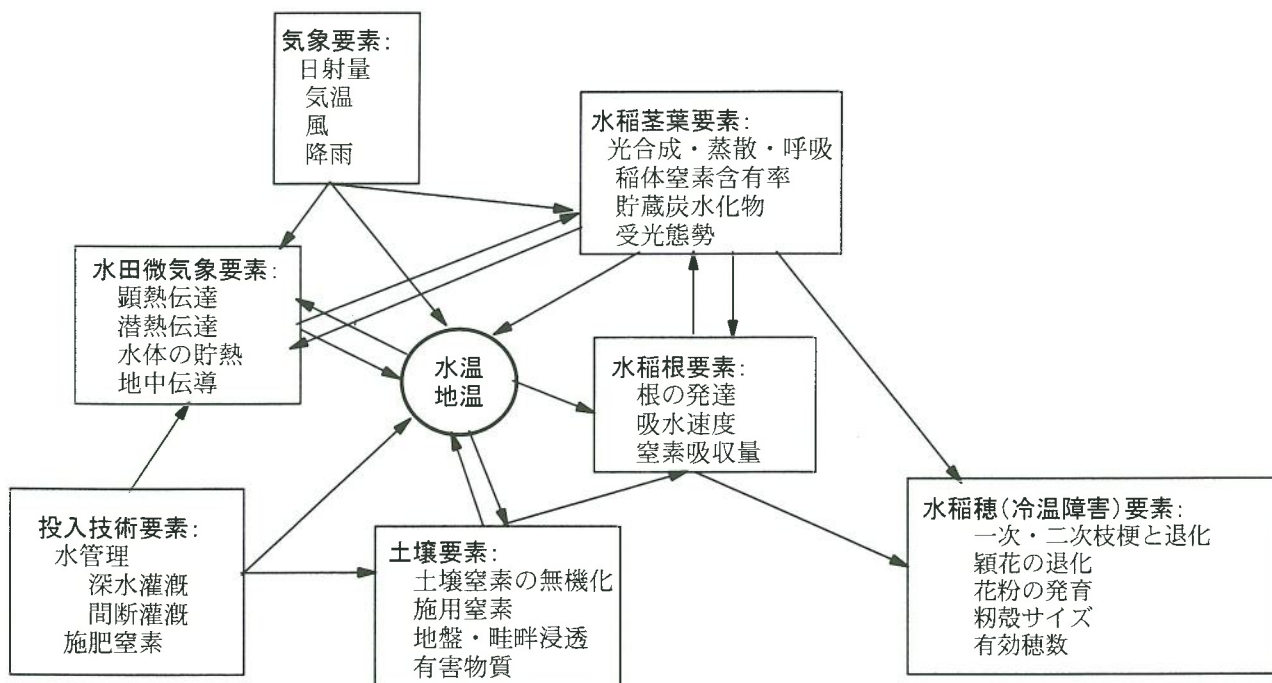 気象要素:
日射量
気温
風
降雨
水稲茎葉要素:
光合成・蒸散・呼吸
稲体窒素含有率
貯蔵炭水化物
受光態勢
水田微気象要素:
顕熱伝達
潜熱伝達
水体の貯熱
地中伝導
水温
地温
水稲根要素:
根の発達
吸水速度
窒素吸収量
投入技術要素:
水管理
深水灌漑
間断灌漑
施肥窒素
土壌要素:
土壌窒素の無機化
施用窒素
地盤・畦畔浸透
有害物質
水稲穂(冷温障害)要素:
一次・二次枝梗と退化
穎花の退化
花粉の発育
籾殻サイズ
有効穂数